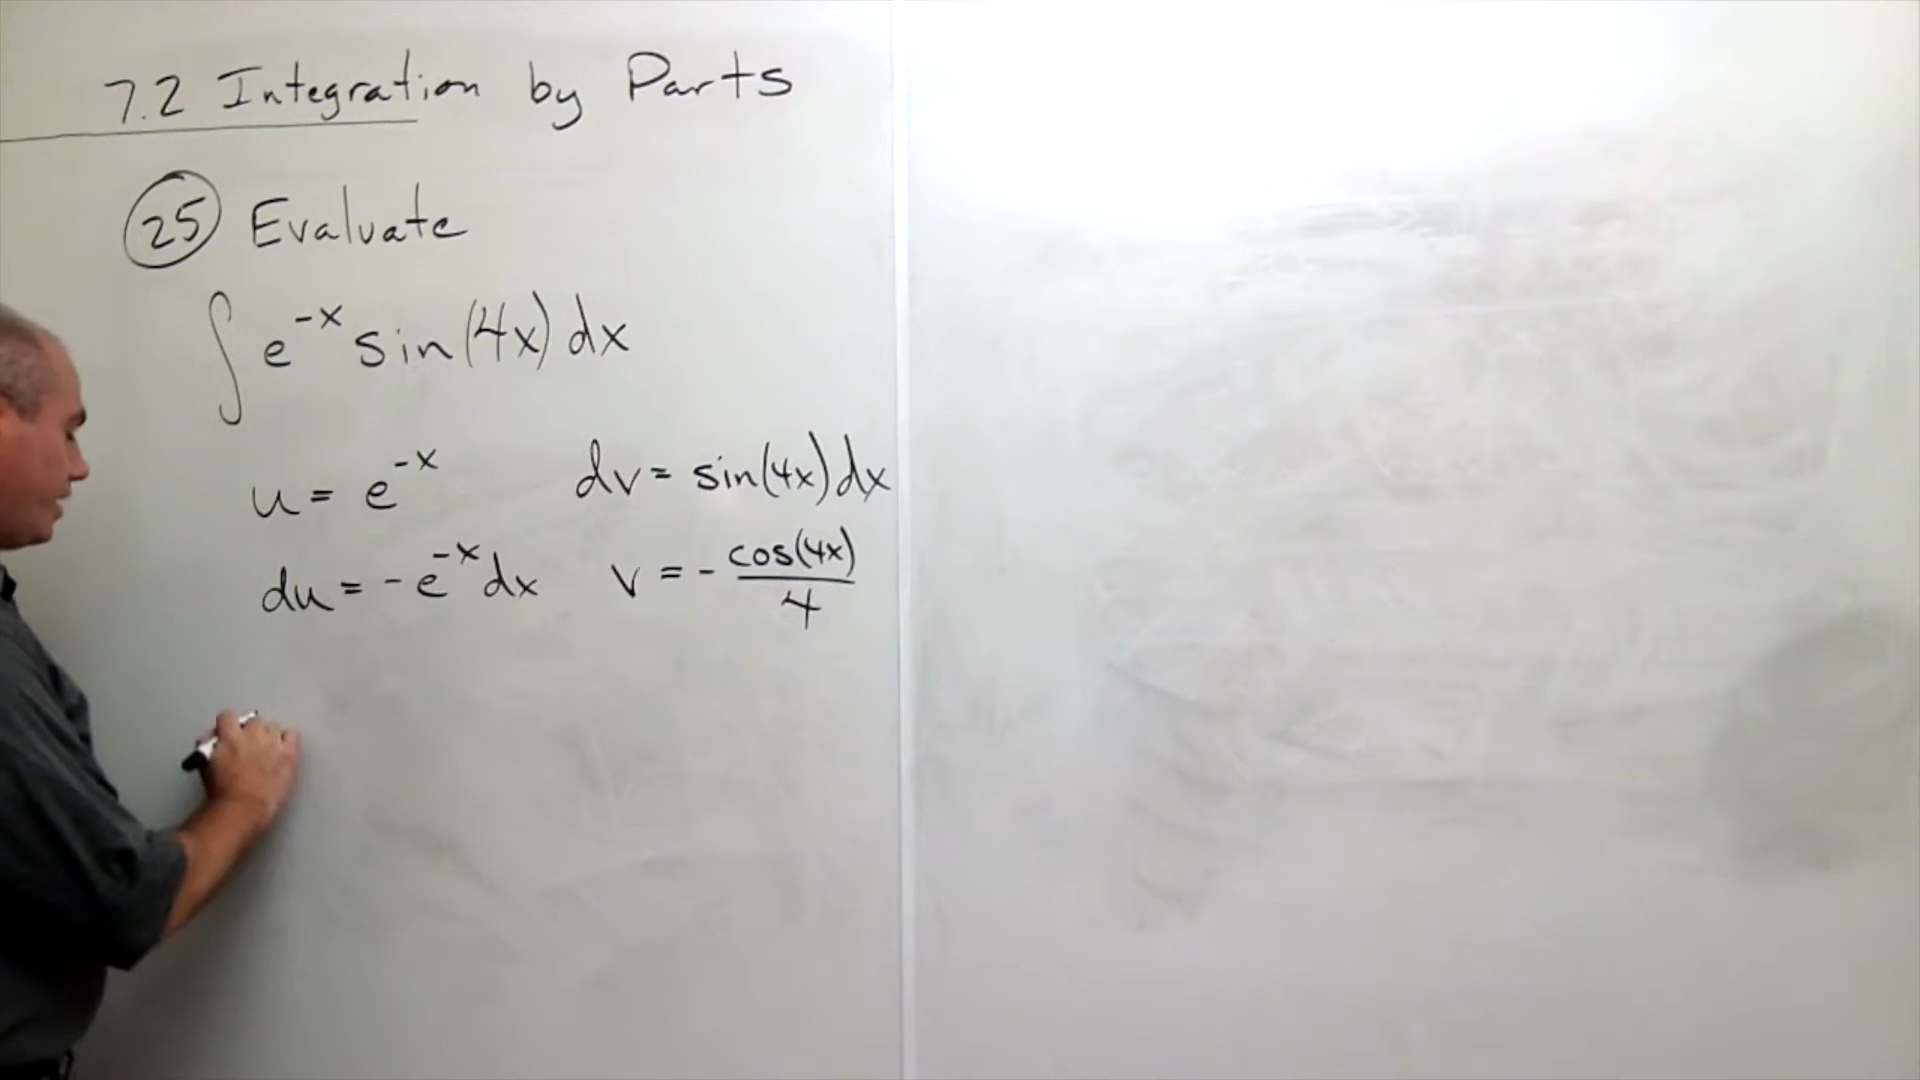 7.2 Integration by Parts
25 Evaluate
∫ e^{-x} sin(4x) dx
u = e^{-x} dv = sin(4x) dx
du = -e^{-x} dx v = - cos(4x)/4